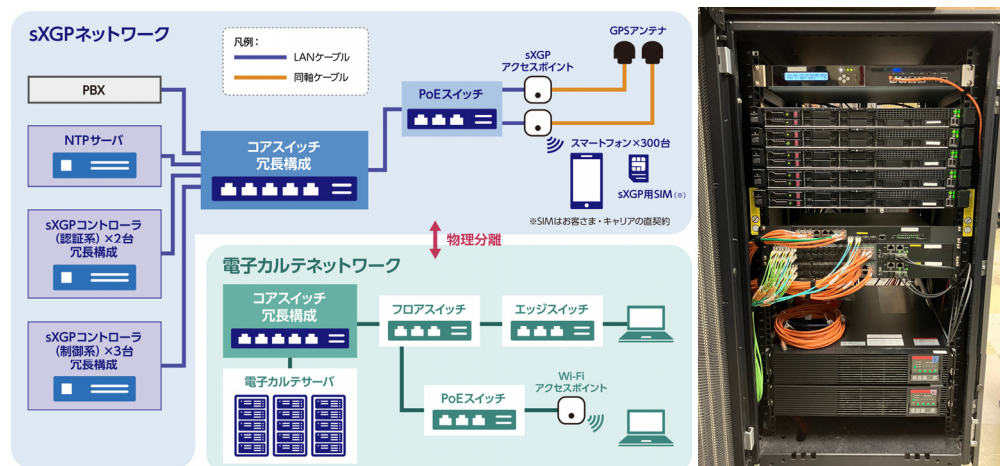 sXGPネットワーク
凡例：
LANケーブル
同軸ケーブル
GPSアンテナ
sXGP
アクセスポイント
PBX
PoEスイッチ
NTPサーバ
コアスイッチ
冗長構成
スマートフォン×300台
sXGP用SIM(※)
※SIMはお客さま・キャリアの直契約
sXGPコントローラ
(認証系)×2台
冗長構成
物理分離
sXGPコントローラ
(制御系)×3台
冗長構成
電子カルテネットワーク
コアスイッチ
冗長構成
フロアスイッチ
エッジスイッチ
電子カルテサーバ
PoEスイッチ
Wi-Fi
アクセスポイント